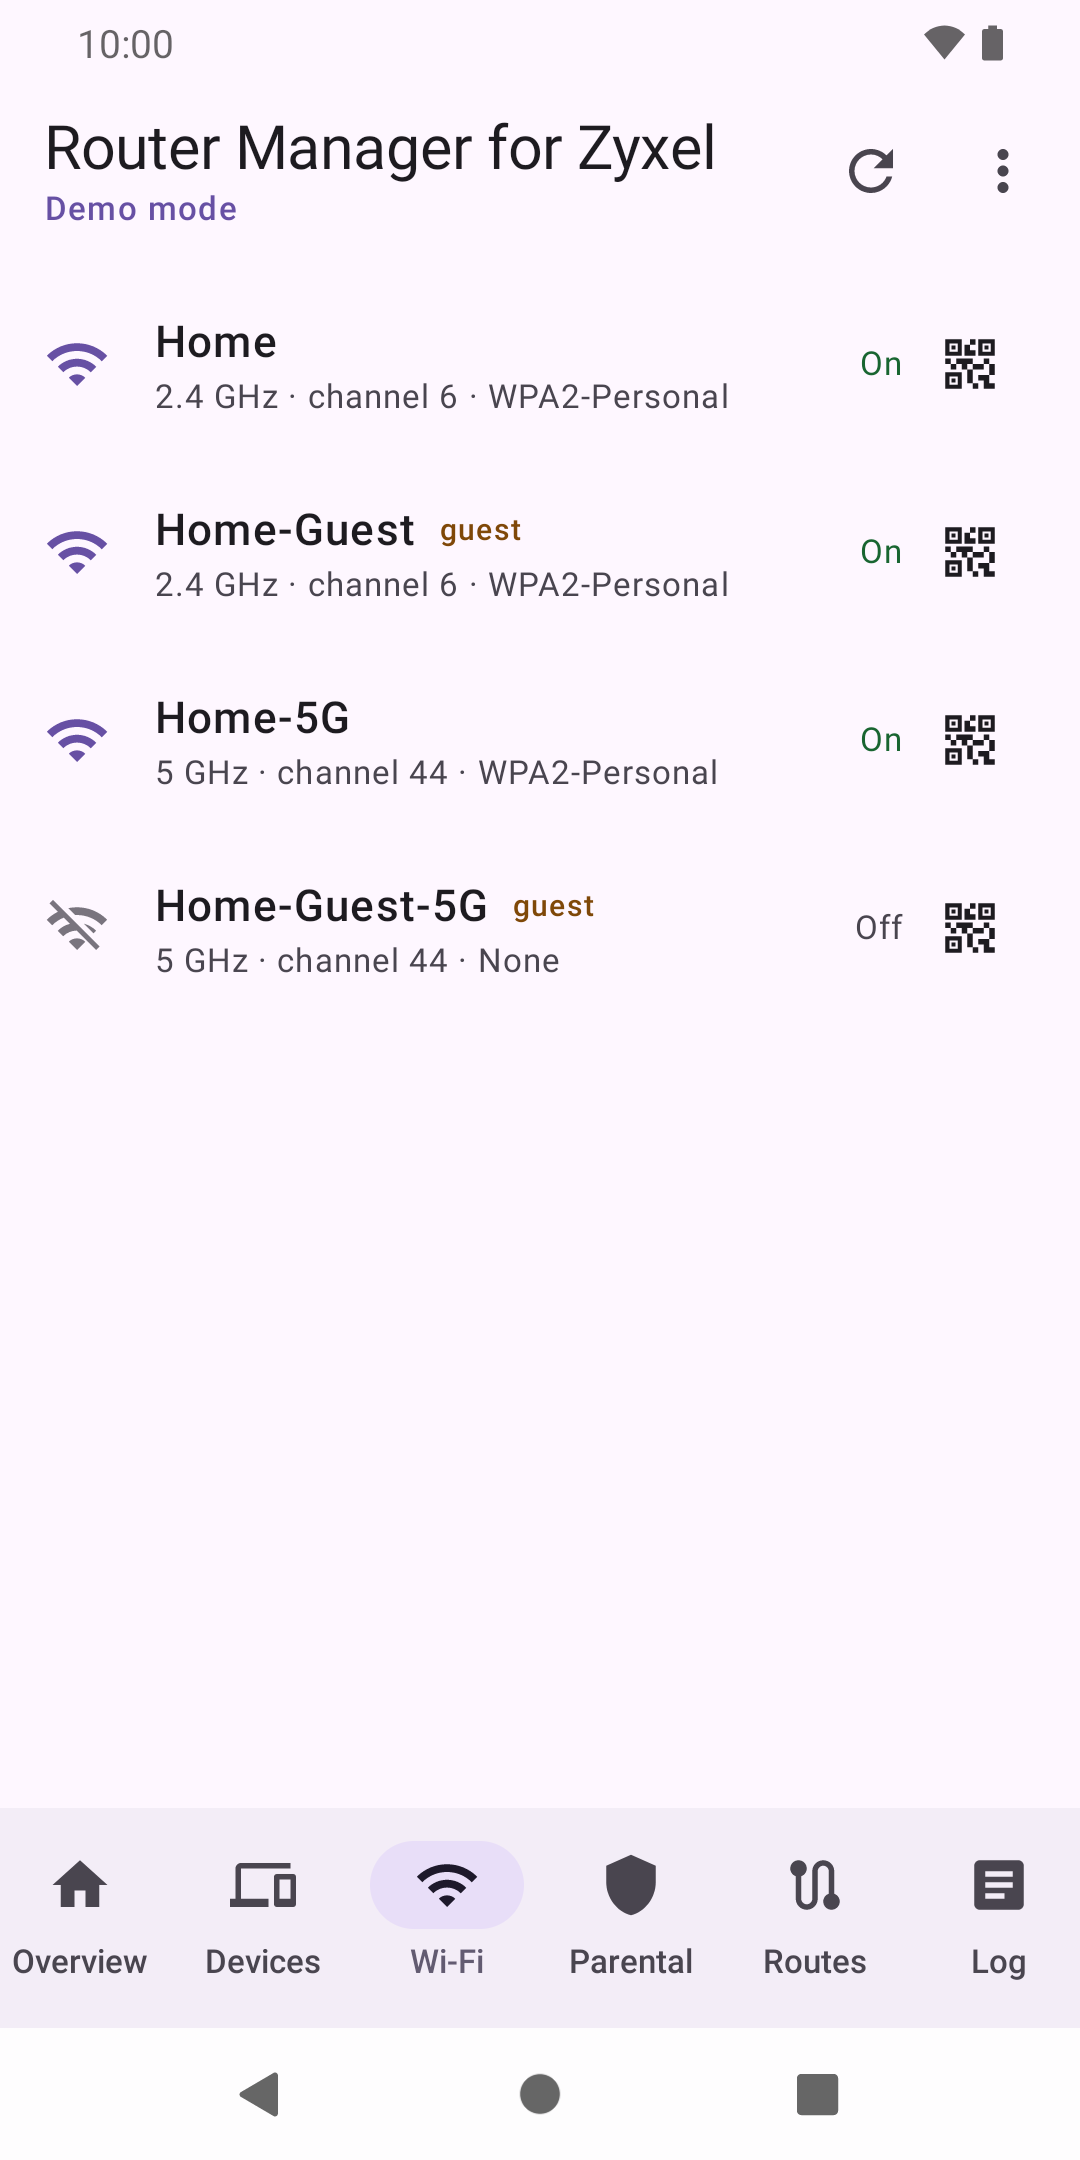 10:00
Router Manager for Zyxel
Demo mode
Home
2.4 GHz · channel 6 · WPA2-Personal
On
Home-Guest guest
2.4 GHz · channel 6 · WPA2-Personal
On
Home-5G
5 GHz · channel 44 · WPA2-Personal
On
Home-Guest-5G guest
5 GHz · channel 44 · None
Off
Overview
Devices
Wi-Fi
Parental
Routes
Log